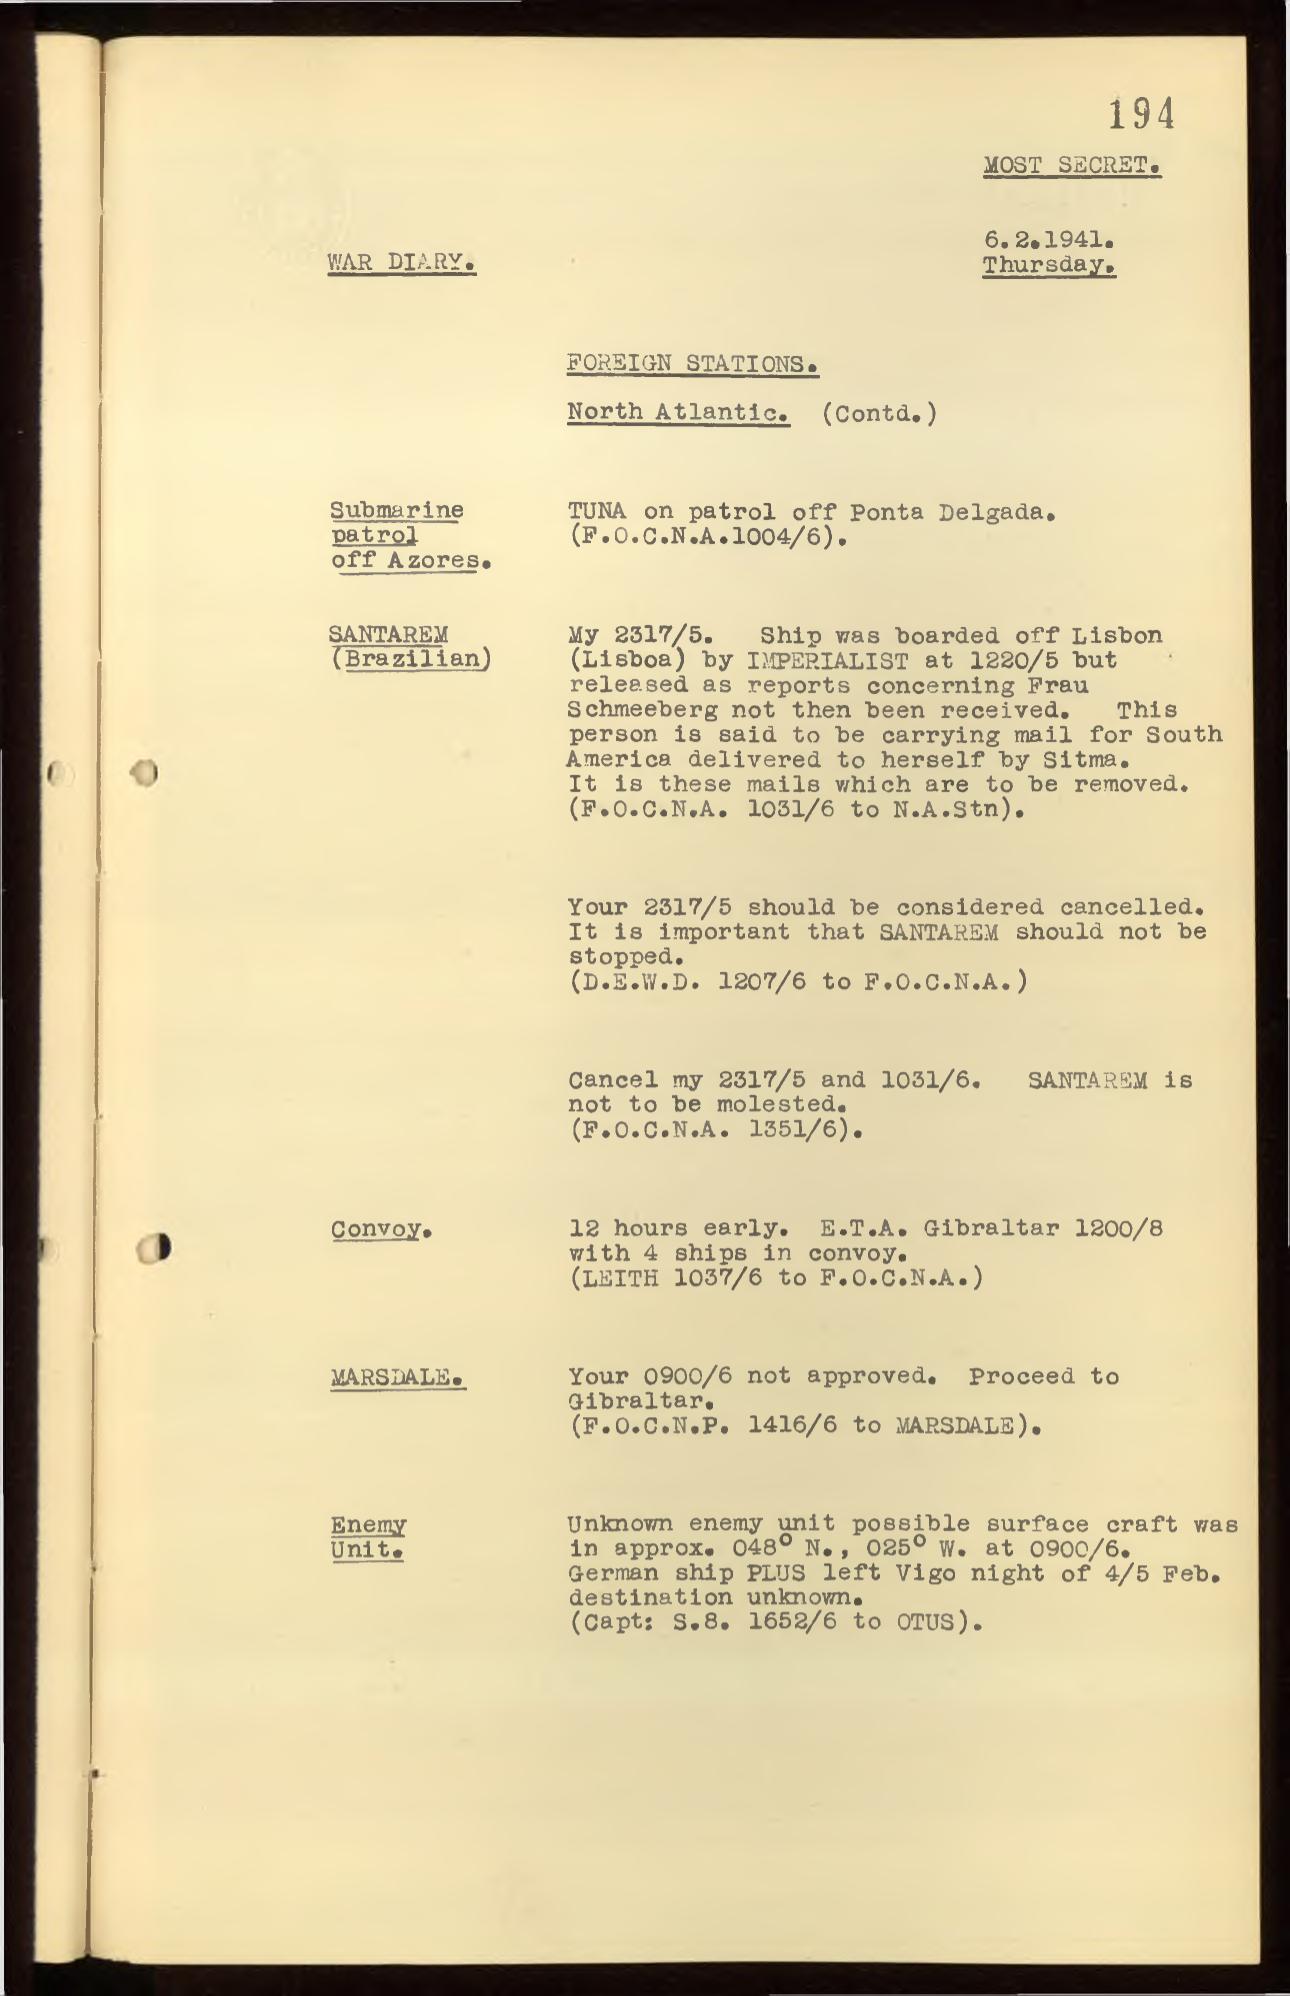 194
MOST SECRET.
6.2.1941.
Thursday.
WAR DIARY.
FOREIGN STATIONS.
North Atlantic. (Contd.)
Submarine
patrol
off Azores.
TUNA on patrol off Ponta Delgada.
(F.O.C.N.A.1004/6).
SANTAREM
(Brazilian)
My 2317/5. Ship was boarded off Lisbon
(Lisboa) by IMPERIALIST at 1220/5 but
released as reports concerning Frau
Schmeeberg not then been received. This
person is said to be carrying mail for South
America delivered to herself by Sitma.
It is these mails which are to be removed.
(F.O.C.N.A. 1031/6 to N.A.Stn).
Your 2317/5 should be considered cancelled.
It is important that SANTAREM should not be
stopped.
(D.E.W.D. 1207/6 to F.O.C.N.A.)
Cancel my 2317/5 and 1031/6. SANTAREM is
not to be molested.
(F.O.C.N.A. 1351/6).
Convoy.
12 hours early. E.T.A. Gibraltar 1200/8
with 4 ships in convoy.
(LEITH 1037/6 to F.O.C.N.A.)
MARSDALE.
Your 0900/6 not approved. Proceed to
Gibraltar.
(F.O.C.N.P. 1416/6 to MARSDALE).
Enemy
Unit.
Unknown enemy unit possible surface craft was
in approx. 048° N., 025° W. at 0900/6.
German ship PLUS left Vigo night of 4/5 Feb.
destination unknown.
(Capt: S.8. 1652/6 to OTUS).